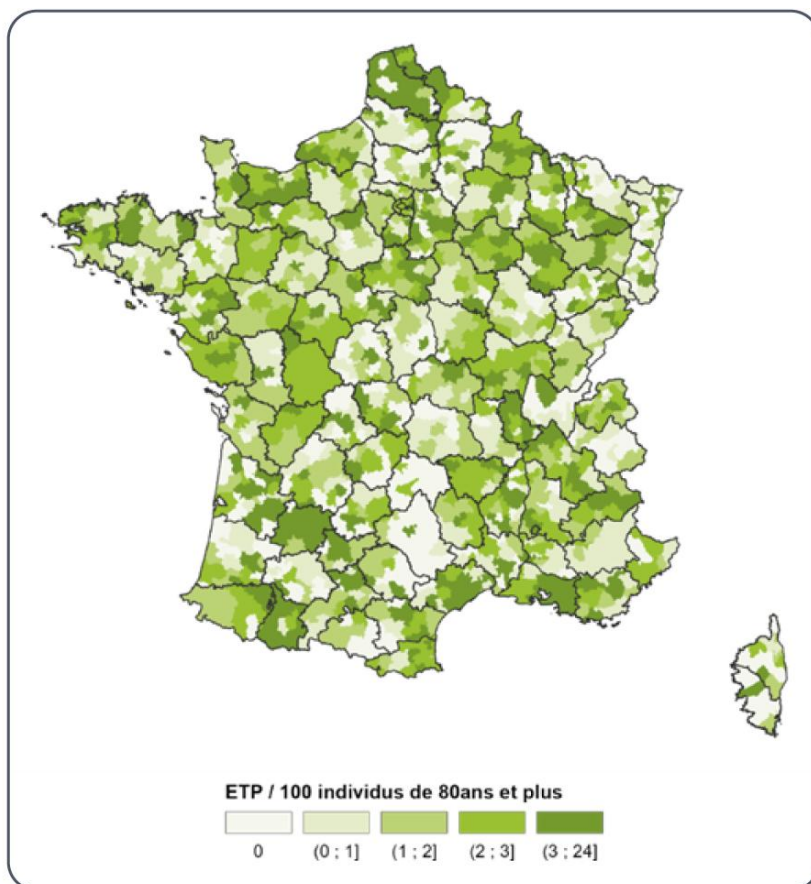 ETP / 100 individus de 80ans et plus
0 (0 ; 1] (1 ; 2] (2 ; 3] (3 ; 24]